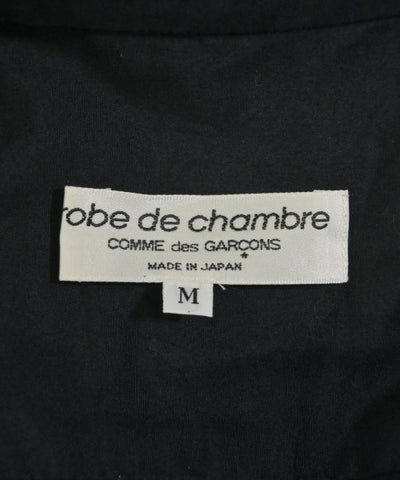 robe de chambre
COMME des GARÇONS
MADE IN JAPAN
*
M